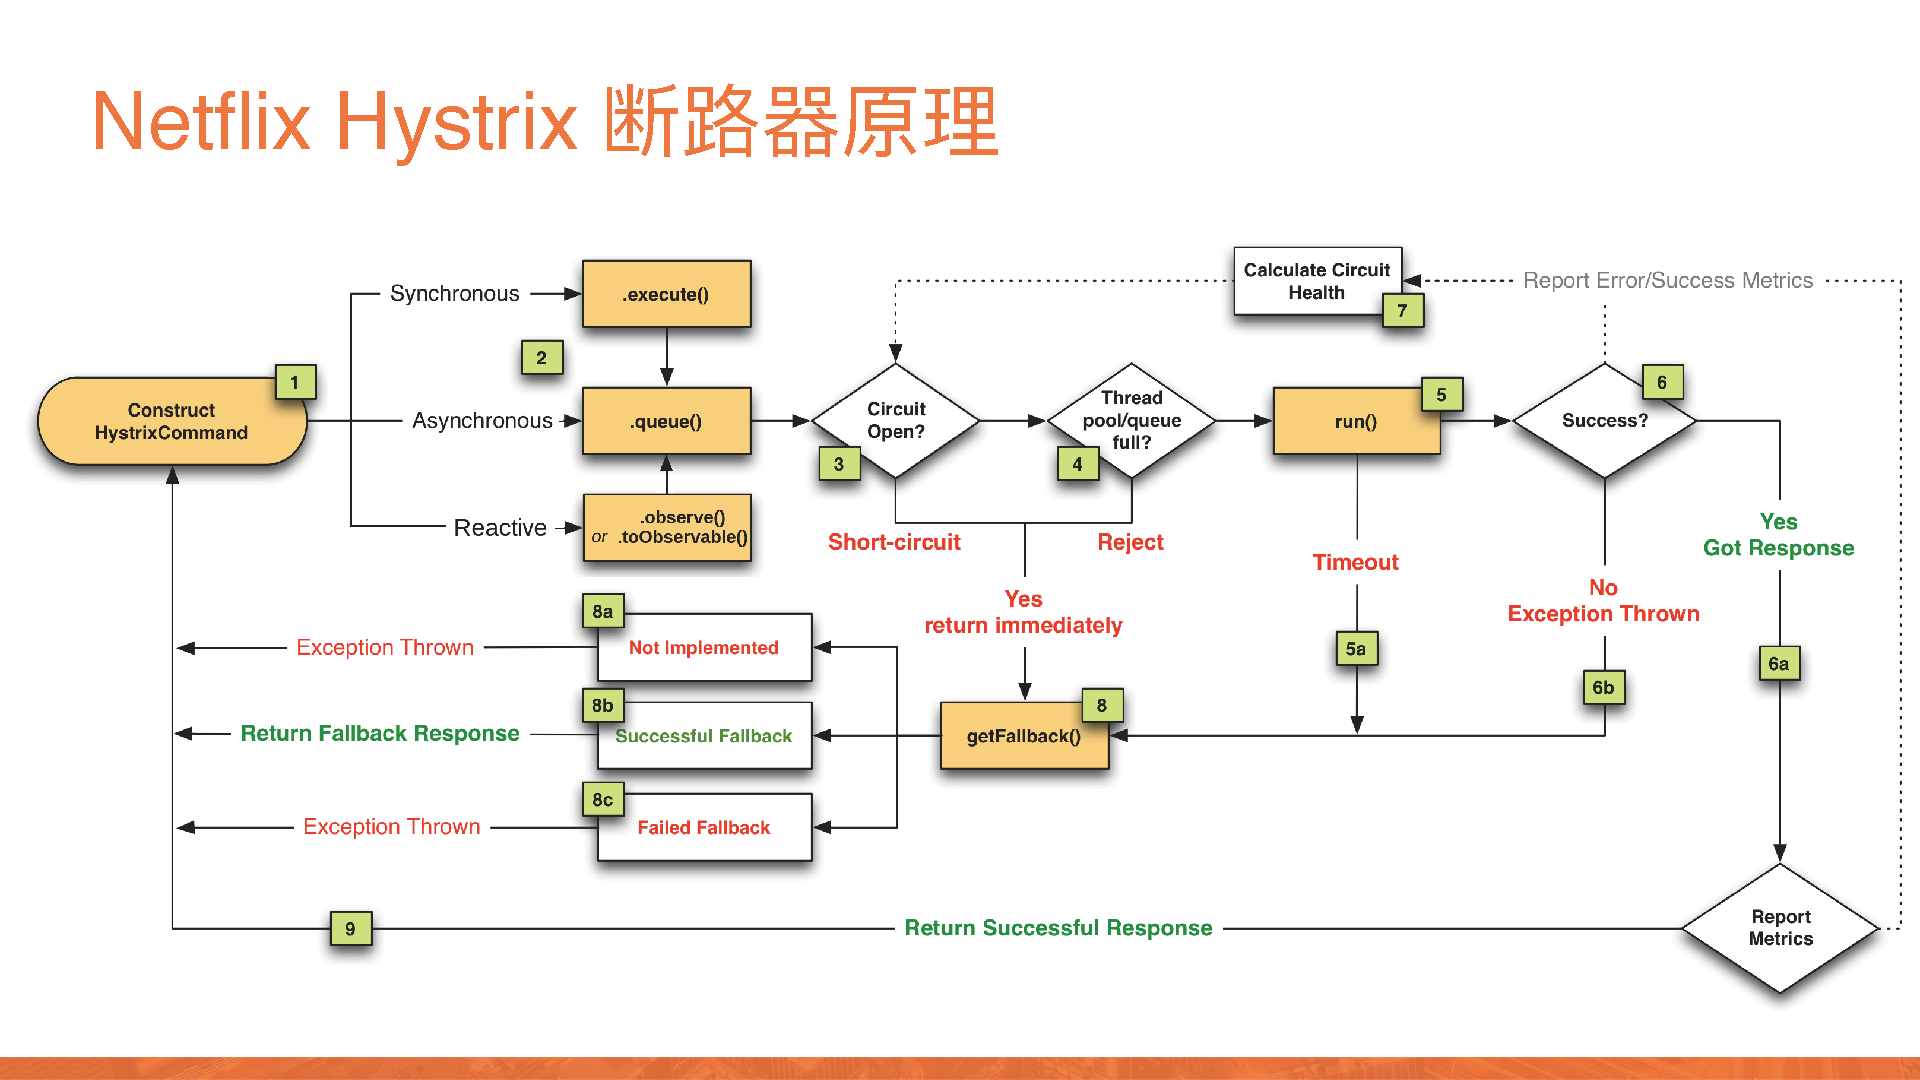 Netflix Hystrix 断路器原理
Calculate Circuit
Health
7
Report Error/Success Metrics
Synchronous
.execute()
2
1
Construct
HystrixCommand
Asynchronous
.queue()
Circuit
Open?
3
Thread
pool/queue
full?
4
run()
5
Success?
6
Reactive
.observe()
or .toObservable()
Short-circuit
Reject
Timeout
Yes
Got Response
Yes
return immediately
No
Exception Thrown
8a
Not Implemented
Exception Thrown
5a
6a
6b
8b
Successful Fallback
Return Fallback Response
getFallback()
8
8c
Failed Fallback
Exception Thrown
9
Return Successful Response
Report
Metrics